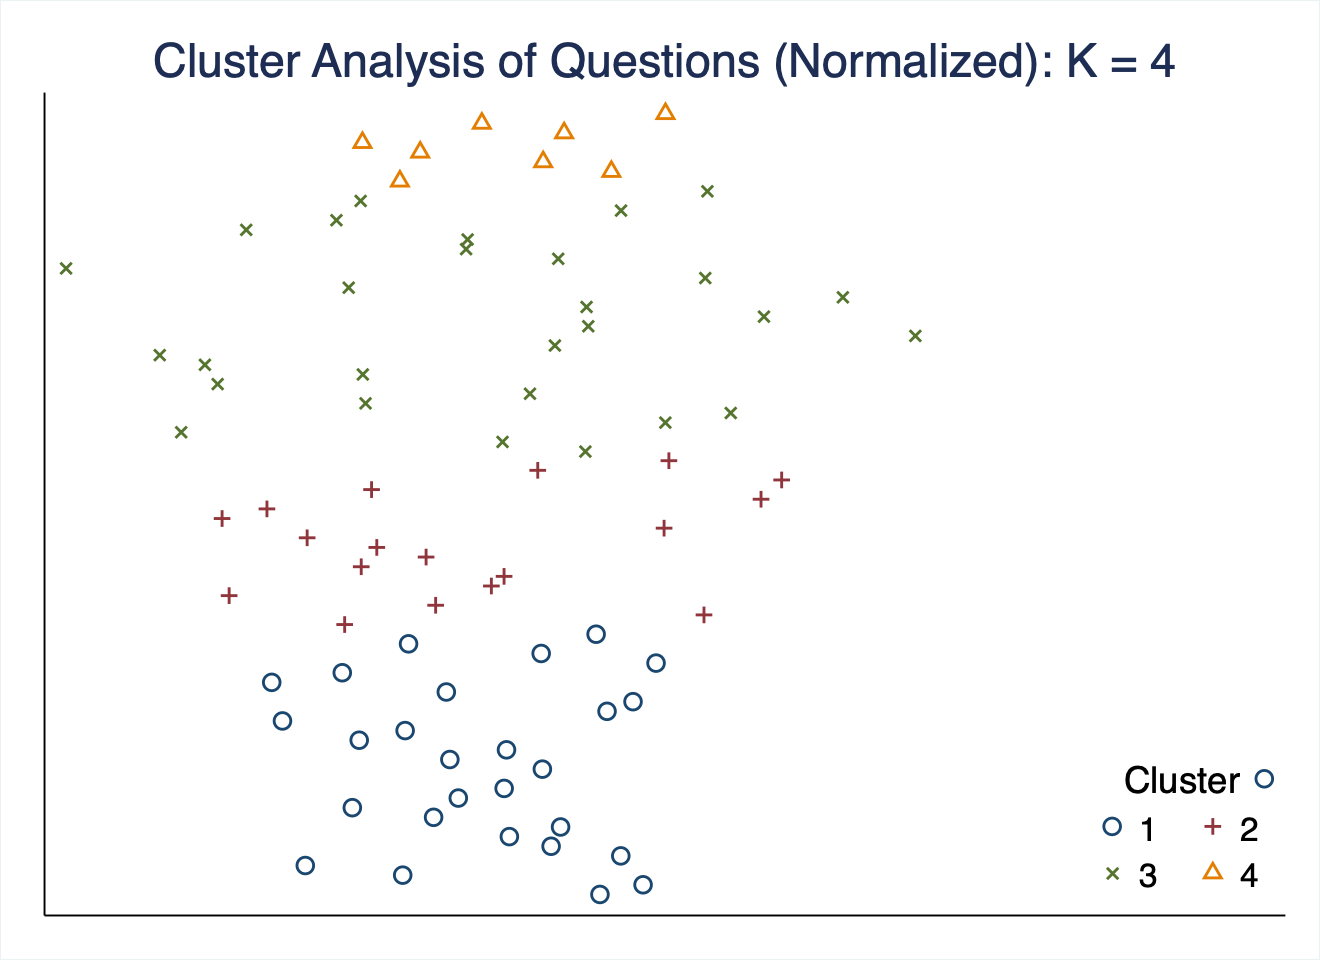 Cluster Analysis of Questions (Normalized): K = 4
Cluster
1 2
3 4